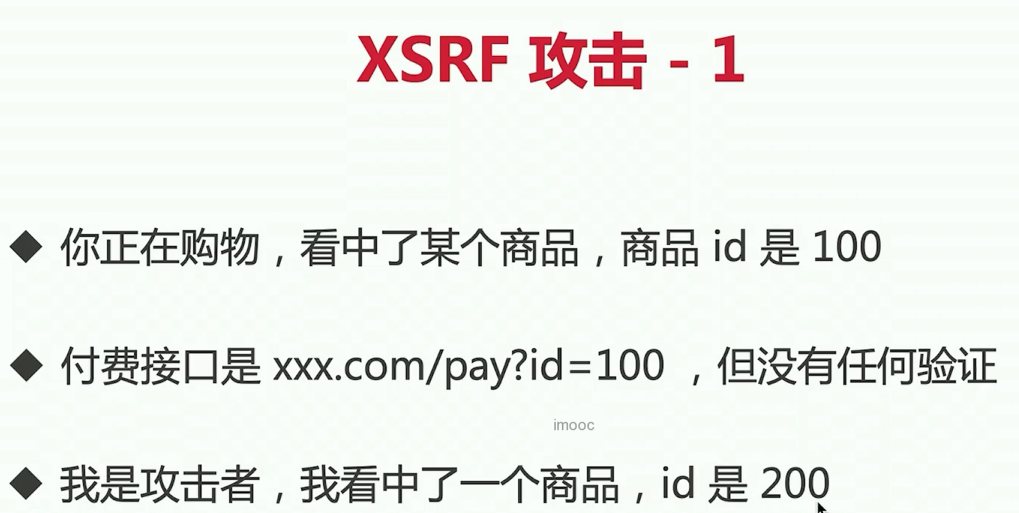 XSRF 攻击 - 1
◆ 你正在购物，看中了某个商品，商品 id 是 100
◆ 付费接口是 xxx.com/pay?id=100 ，但没有任何验证
imooc
◆ 我是攻击者，我看中了一个商品，id 是 200